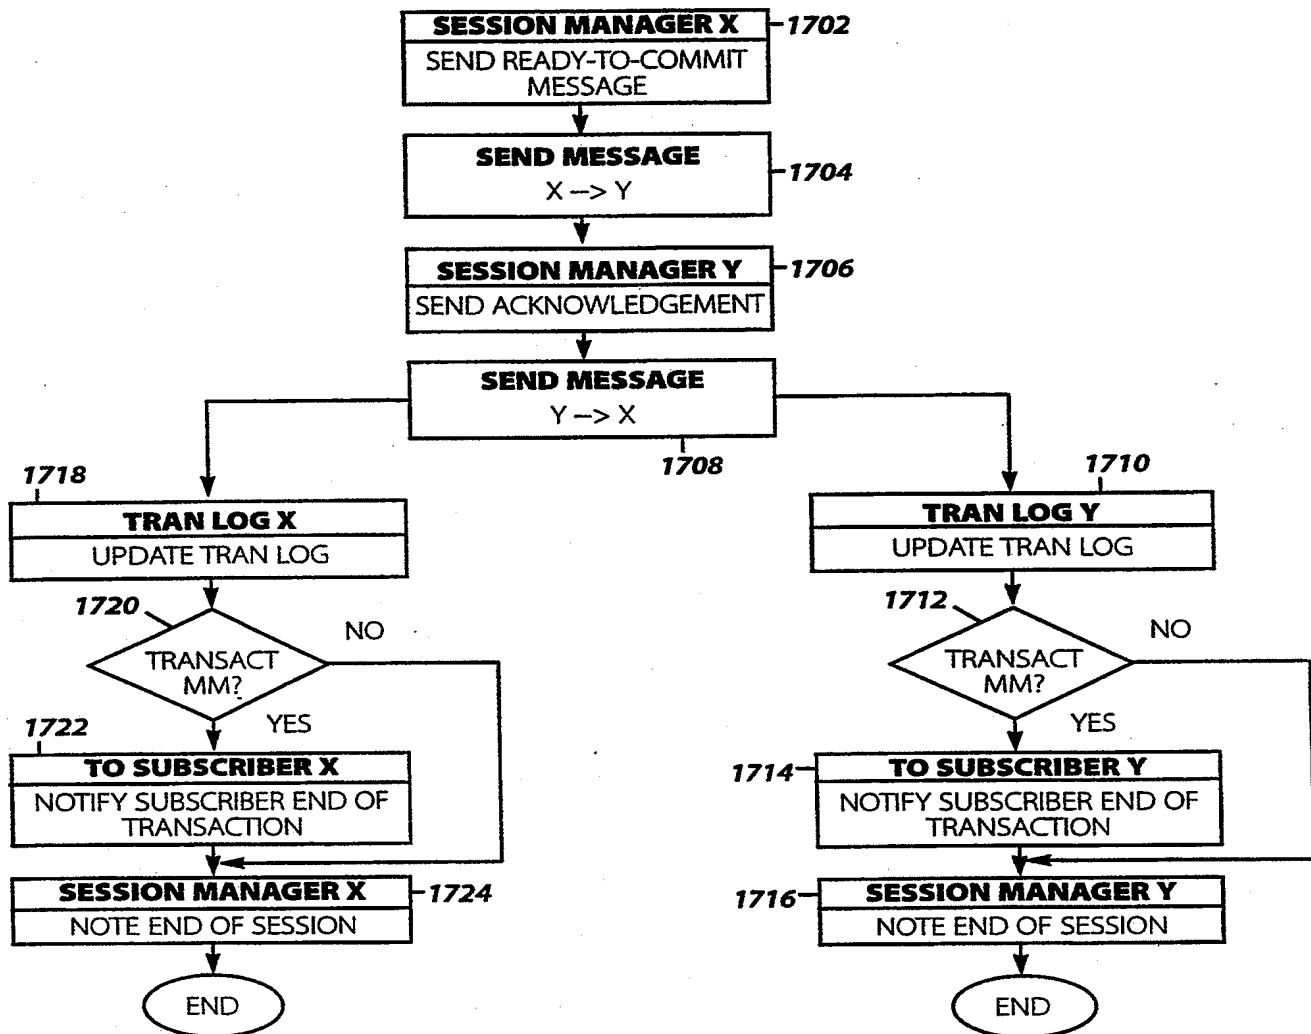 SESSION MANAGER X
1702
SEND READY-TO-COMMIT
MESSAGE
SEND MESSAGE
1704
X —> Y
SESSION MANAGER Y
1706
SEND ACKNOWLEDGEMENT
SEND MESSAGE
Y —> X
1708
1718
TRAN LOG X
UPDATE TRAN LOG
1720
NO
TRANSACT
MM?
YES
1722
TO SUBSCRIBER X
NOTIFY SUBSCRIBER END OF
TRANSACTION
SESSION MANAGER X
1724
NOTE END OF SESSION
END
1710
TRAN LOG Y
UPDATE TRAN LOG
1712
NO
TRANSACT
MM?
YES
1714
TO SUBSCRIBER Y
NOTIFY SUBSCRIBER END OF
TRANSACTION
1716
SESSION MANAGER Y
NOTE END OF SESSION
END